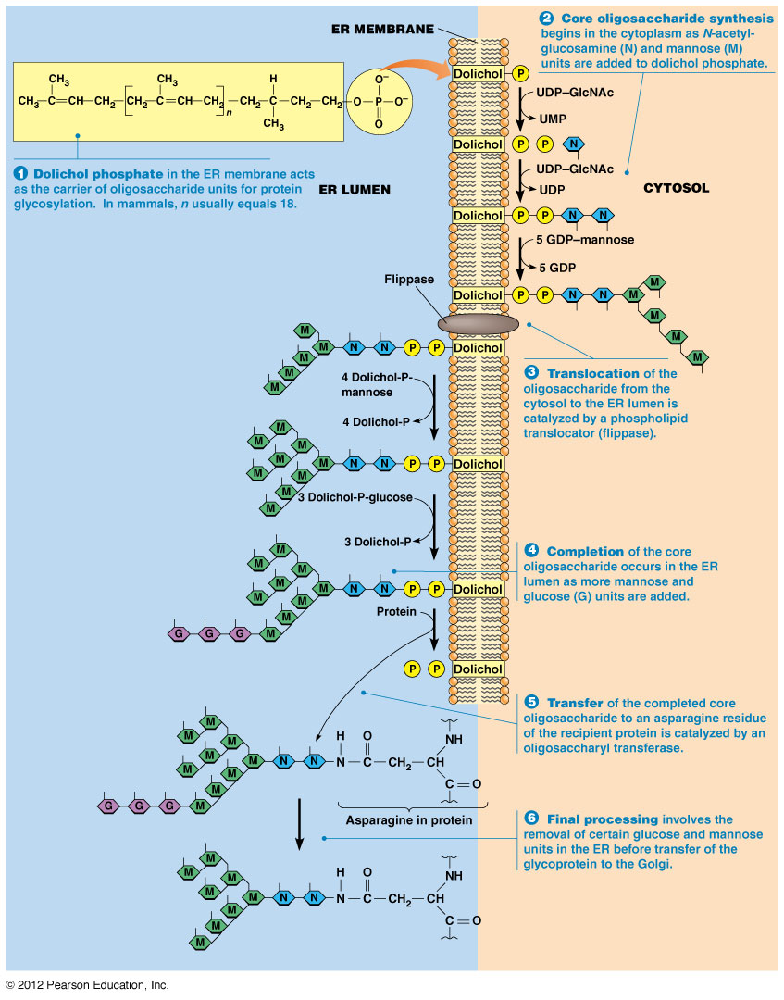 ER MEMBRANE
2 Core oligosaccharide synthesis
begins in the cytoplasm as N-acetyl-
glucosamine (N) and mannose (M)
units are added to dolichol phosphate.
CH3 CH3 H O–
CH3—C=CH—CH2—[CH2—C=CH—CH2]n—CH2—C—CH2—CH2—O—P—O–
CH3 O
Dolichol P
UDP–GlcNAc
UMP
Dolichol P P N
1 Dolichol phosphate in the ER membrane acts
as the carrier of oligosaccharide units for protein
glycosylation. In mammals, n usually equals 18.
ER LUMEN
CYTOSOL
UDP–GlcNAc
UDP
Dolichol P P N N
5 GDP–mannose
5 GDP
Flippase
Dolichol P P N N M M
M
M
M
M N N P P Dolichol
M
M
M
M
3 Translocation of the
oligosaccharide from the
cytosol to the ER lumen is
catalyzed by a phospholipid
translocator (flippase).
4 Dolichol-P-
mannose
4 Dolichol-P
M M
M
M M
M N N P P Dolichol
M
M
M
3 Dolichol-P-glucose
3 Dolichol-P
4 Completion of the core
oligosaccharide occurs in the ER
lumen as more mannose and
glucose (G) units are added.
M M
M
M M
M N N P P Dolichol
M
M
G G G M
Protein
P P Dolichol
5 Transfer of the completed core
oligosaccharide to an asparagine residue
of the recipient protein is catalyzed by an
oligosaccharyl transferase.
M M
M
M M
M N N
M
M
G G G M
H O NH
N—C—CH2—CH
C=O
Asparagine in protein
6 Final processing involves the
removal of certain glucose and mannose
units in the ER before transfer of the
glycoprotein to the Golgi.
M
M M
M M N N
M
M
M
H O NH
N—C—CH2—CH
C=O
© 2012 Pearson Education, Inc.